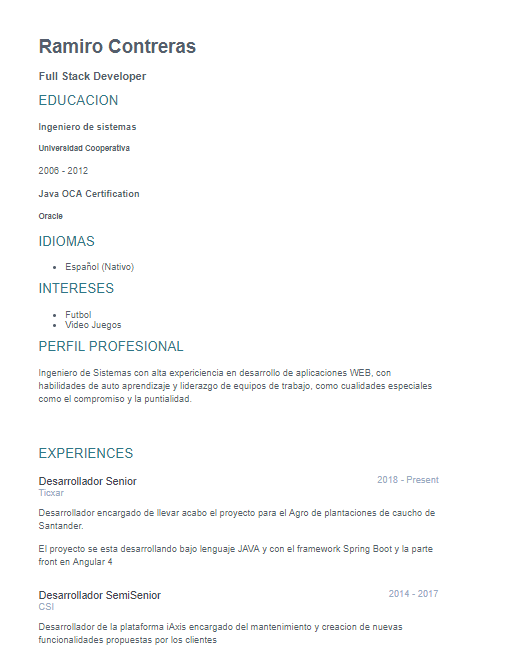 Ramiro Contreras
Full Stack Developer
EDUCACION
Ingeniero de sistemas
Universidad Cooperativa
2006 - 2012
Java OCA Certification
Oracle
IDIOMAS
Español (Nativo)
INTERESES
Futbol
Video Juegos
PERFIL PROFESIONAL
Ingeniero de Sistemas con alta expericiencia en desarrollo de aplicaciones WEB, con
habilidades de auto aprendizaje y liderazgo de equipos de trabajo, como cualidades especiales
como el compromiso y la puntialidad.
EXPERIENCES
Desarrollador Senior 2018 - Present
Ticxar
Desarrollador encargado de llevar acabo el proyecto para el Agro de plantaciones de caucho de
Santander.
El proyecto se esta desarrollando bajo lenguaje JAVA y con el framework Spring Boot y la parte
front en Angular 4
Desarrollador SemiSenior 2014 - 2017
CSI
Desarrollador de la plataforma iAxis encargado del mantenimiento y creacion de nuevas
funcionalidades propuestas por los clientes